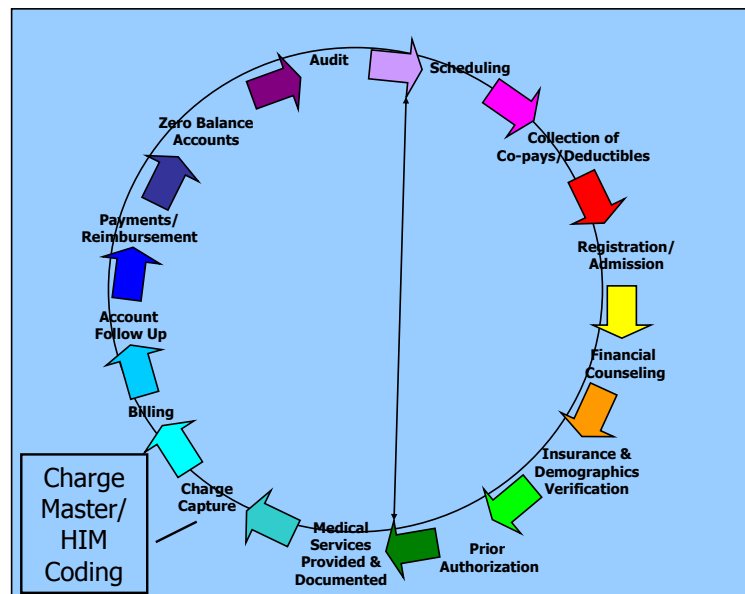 Audit
Scheduling
Collection of
Co-pays/Deductibles
Registration/
Admission
Financial
Counseling
Insurance &
Demographics
Verification
Prior
Authorization
Medical
Services
Provided &
Documented
Charge
Capture
Charge
Master/
HIM
Coding
Billing
Account
Follow Up
Payments/
Reimbursement
Zero Balance
Accounts